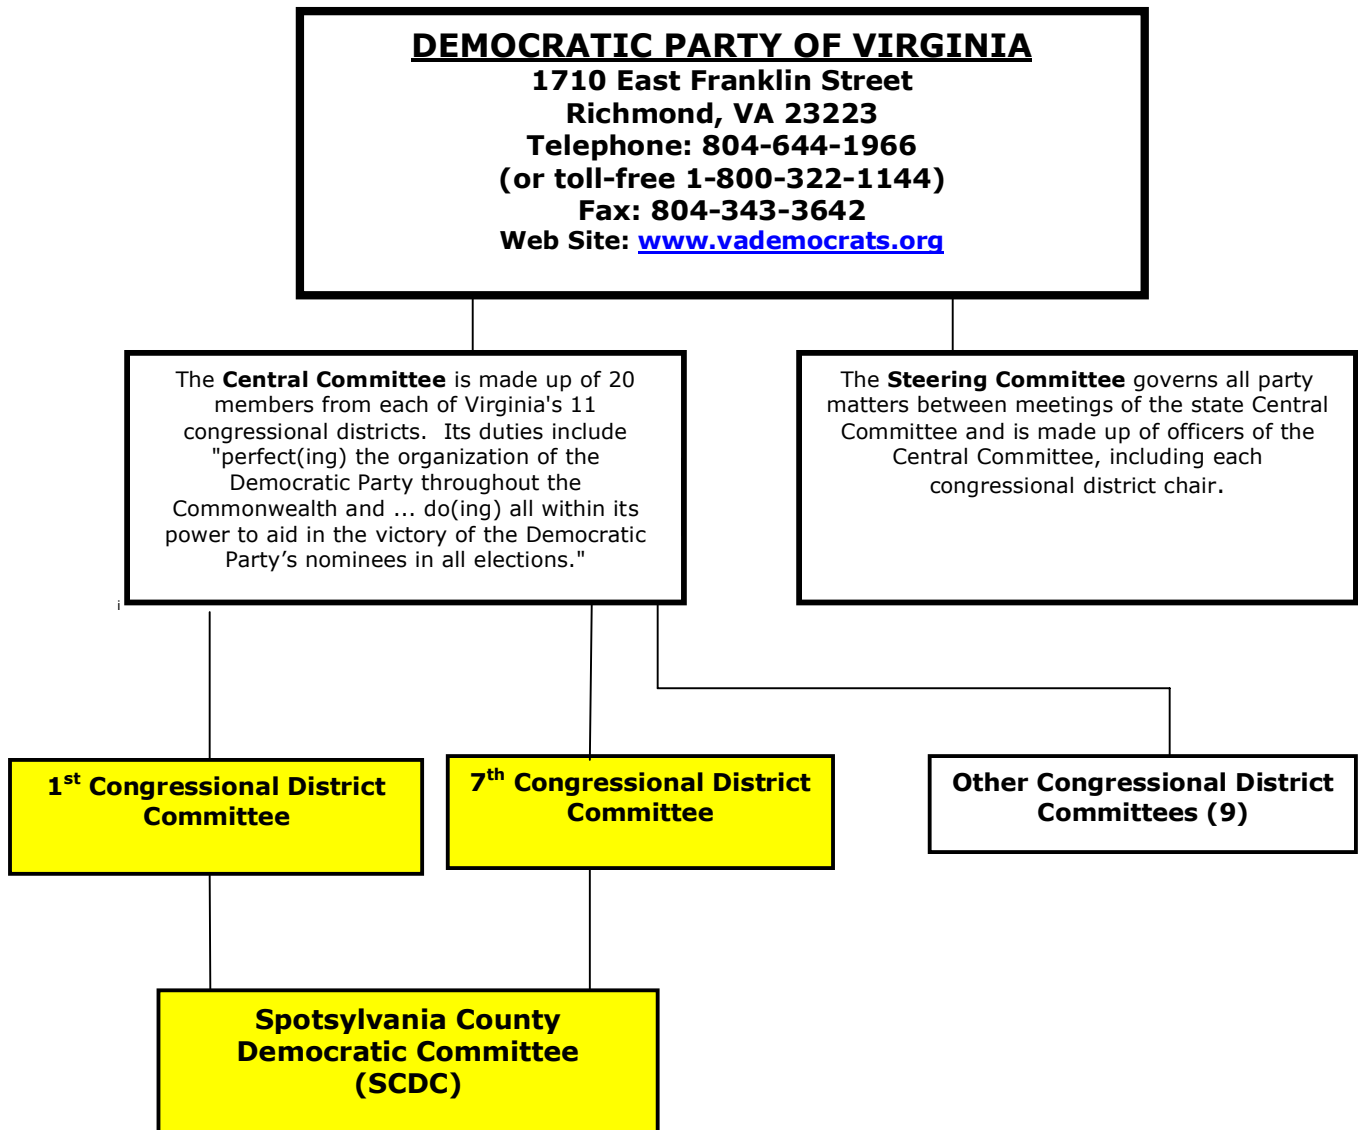 DEMOCRATIC PARTY OF VIRGINIA
1710 East Franklin Street
Richmond, VA 23223
Telephone: 804-644-1966
(or toll-free 1-800-322-1144)
Fax: 804-343-3642
Web Site: www.vademocrats.org
The Central Committee is made up of 20
members from each of Virginia's 11
congressional districts.  Its duties include
"perfect(ing) the organization of the
Democratic Party throughout the
Commonwealth and ... do(ing) all within its
power to aid in the victory of the Democratic
Party’s nominees in all elections."
i
The Steering Committee governs all party
matters between meetings of the state Central
Committee and is made up of officers of the
Central Committee, including each
congressional district chair.
1st Congressional District
Committee
7th Congressional District
Committee
Other Congressional District
Committees (9)
Spotsylvania County
Democratic Committee
(SCDC)